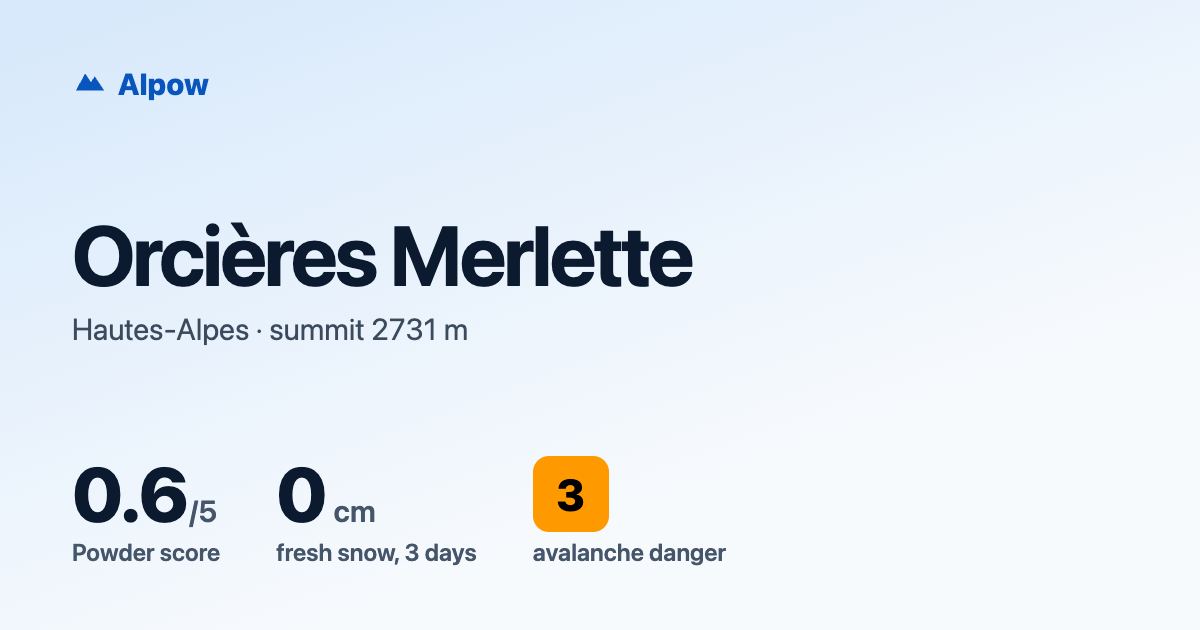 Alpow
Orcières Merlette
Hautes-Alpes · summit 2731 m
0.6/5
Powder score
0 cm
fresh snow, 3 days
3
avalanche danger